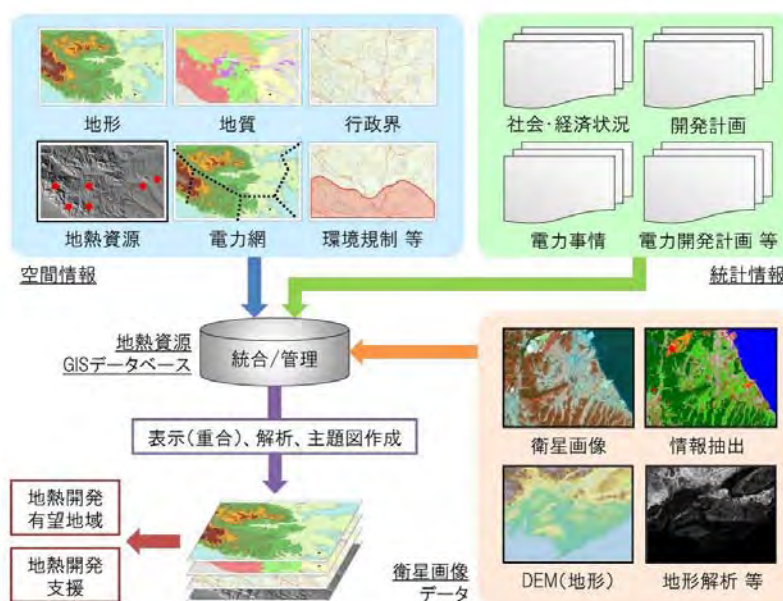 地形
地質
行政界
地熱資源
電力網
環境規制 等
空間情報
社会・経済状況
開発計画
電力事情
電力開発計画 等
統計情報
地熱資源
GISデータベース
統合/管理
表示(重合)、解析、主題図作成
地熱開発
有望地域
地熱開発
支援
衛星画像
情報抽出
DEM(地形)
地形解析 等
衛星画像
データ